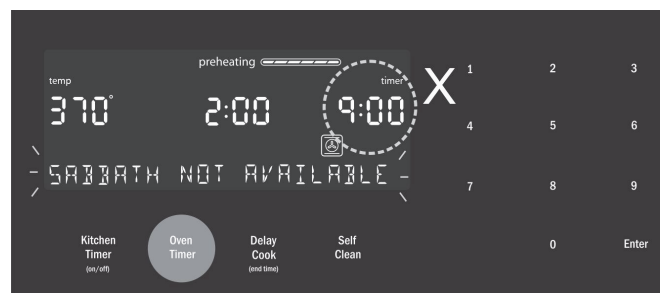 preheating
temp timer
370° 2:00 9:00
X
SABBATH NOT AVAILABLE
1 2 3
4 5 6
7 8 9
0 Enter
Kitchen Timer (on/off)
Oven Timer
Delay Cook (end time)
Self Clean